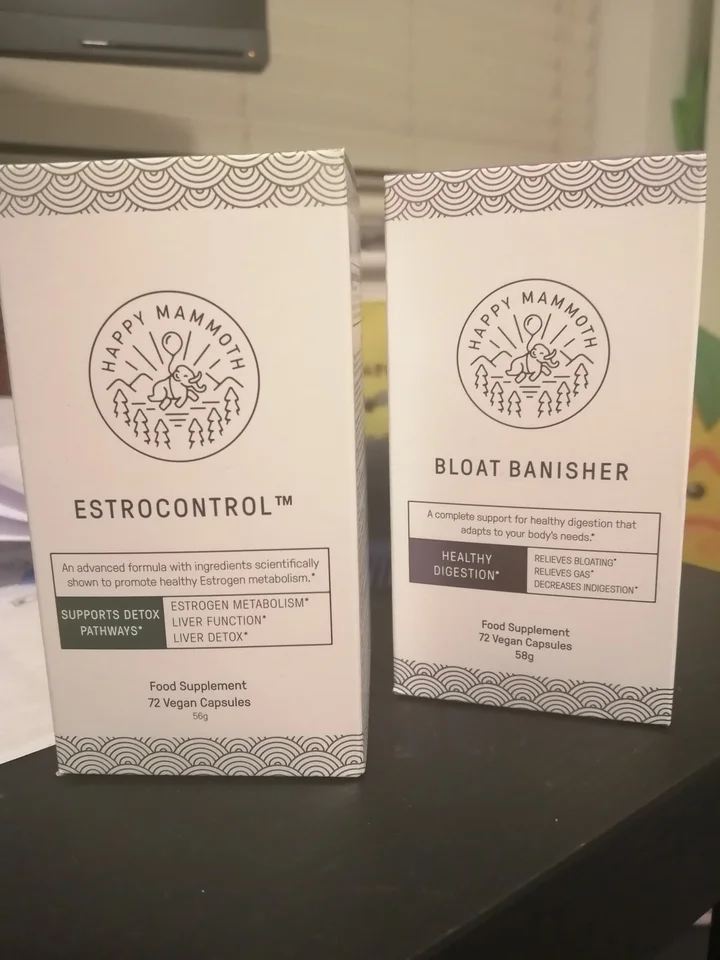 HAPPY MAMMOTH
ESTROCONTROL™
An advanced formula with ingredients scientifically
shown to promote healthy Estrogen metabolism.*
SUPPORTS DETOX
PATHWAYS*
ESTROGEN METABOLISM*
LIVER FUNCTION*
LIVER DETOX*
Food Supplement
72 Vegan Capsules
56g
HAPPY MAMMOTH
BLOAT BANISHER
A complete support for healthy digestion that
adapts to your body's needs.*
HEALTHY
DIGESTION*
RELIEVES BLOATING*
RELIEVES GAS*
DECREASES INDIGESTION*
Food Supplement
72 Vegan Capsules
58g